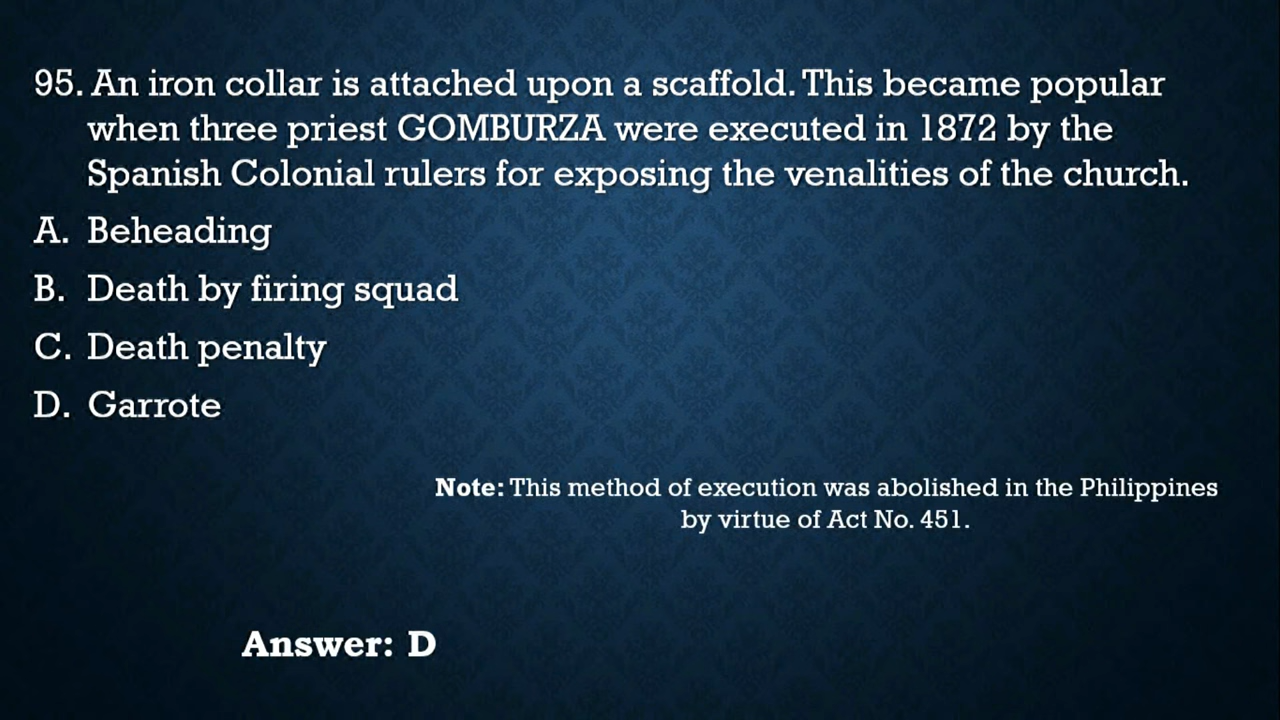 95. An iron collar is attached upon a scaffold. This became popular
when three priest GOMBURZA were executed in 1872 by the
Spanish Colonial rulers for exposing the venalities of the church.
A. Beheading
B. Death by firing squad
C. Death penalty
D. Garrote
Note: This method of execution was abolished in the Philippines
by virtue of Act No. 451.
Answer: D